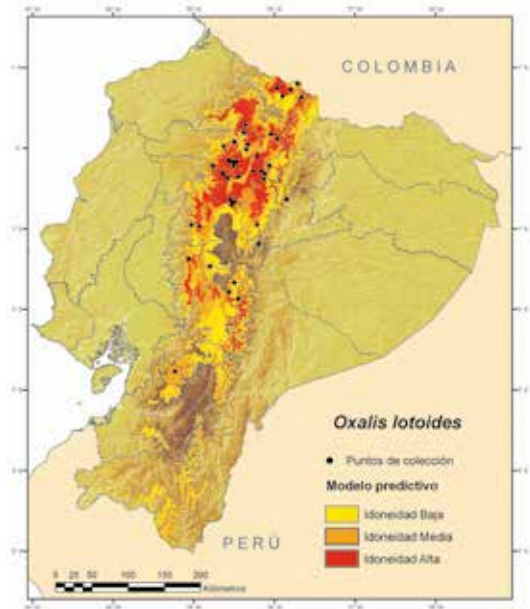 COLOMBIA
Oxalis lotoides
Puntos de colección
Modelo predictivo
Idoneidad Baja
Idoneidad Media
Idoneidad Alta
PERÚ
0 25 50 100 150 200
Kilometros